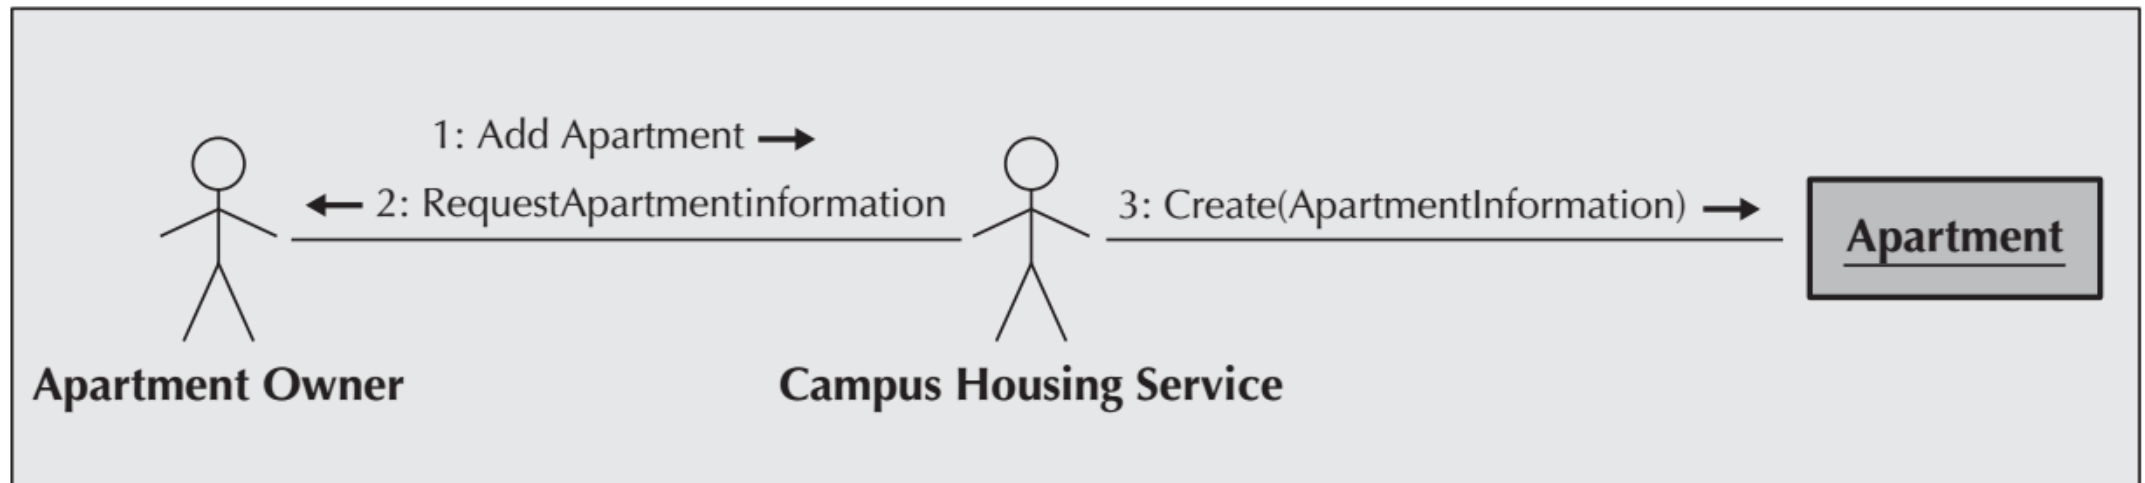 1: Add Apartment
2: RequestApartmentinformation
3: Create(ApartmentInformation)
Apartment
Apartment Owner
Campus Housing Service